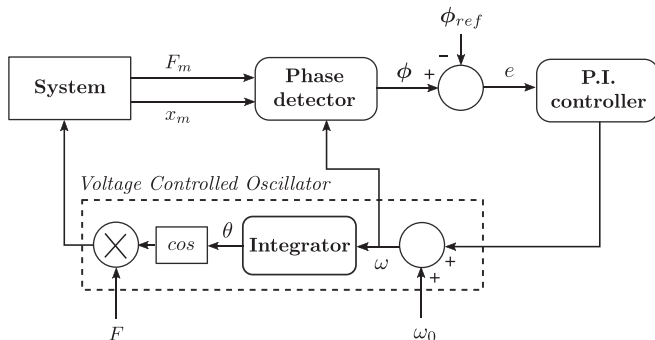 ϕ_ref
F_m
System
Phase
detector
x_m
−
ϕ
+
e
P.I.
controller
Voltage Controlled Oscillator
cos
θ
Integrator
ω
+
+
F
ω_0